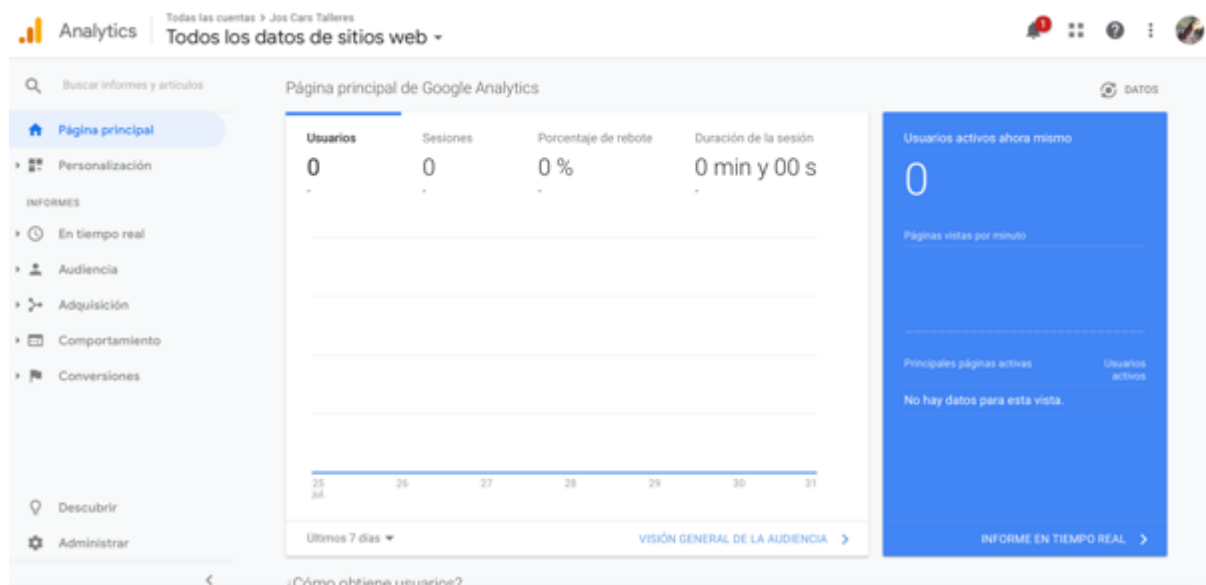 Analytics
Todas las cuentas > Jos Cars Talleres
Todos los datos de sitios web
1
Buscar informes y artículos
Página principal
Personalización
INFORMES
En tiempo real
Audiencia
Adquisición
Comportamiento
Conversiones
Descubrir
Administrar
Página principal de Google Analytics
DATOS
Usuarios Sesiones Porcentaje de rebote Duración de la sesión
0 0 0 % 0 min y 00 s
- - - -
25 26 27 28 29 30 31
jul.
Últimos 7 días
VISIÓN GENERAL DE LA AUDIENCIA
Usuarios activos ahora mismo
0
Páginas vistas por minuto
Principales páginas activas Usuarios
activos
No hay datos para esta vista.
INFORME EN TIEMPO REAL
¿Cómo obtiene usuarios?